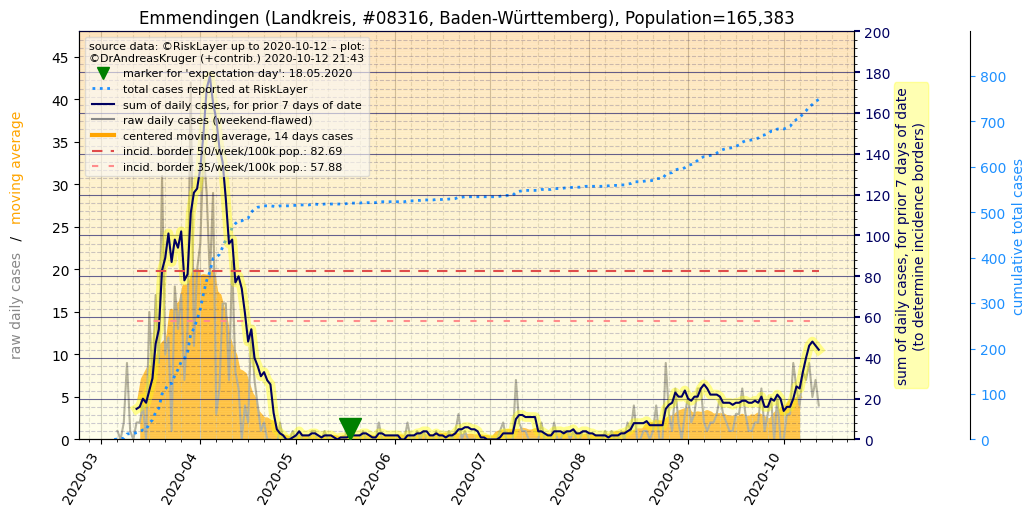 Emmendingen (Landkreis, #08316, Baden-Württemberg), Population=165,383
source data: ©RiskLayer up to 2020-10-12 – plot:
©DrAndreasKruger (+contrib.) 2020-10-12 21:43
marker for 'expectation day': 18.05.2020
total cases reported at RiskLayer
sum of daily cases, for prior 7 days of date
raw daily cases (weekend-flawed)
centered moving average, 14 days cases
incid. border 50/week/100k pop.: 82.69
incid. border 35/week/100k pop.: 57.88
raw daily cases / moving average
45
40
35
30
25
20
15
10
5
0
2020-03
2020-04
2020-05
2020-06
2020-07
2020-08
2020-09
2020-10
200
180
160
140
120
100
80
60
40
20
0
sum of daily cases, for prior 7 days of date
(to determine incidence borders)
800
700
600
500
400
300
200
100
0
cumulative total cases